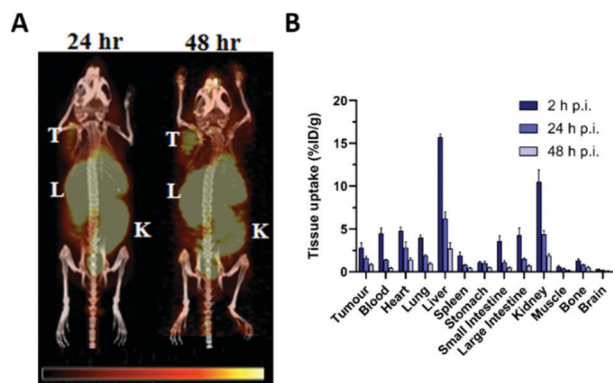 A
24 hr
48 hr
T
T
L
L
K
K
B
Tissue uptake (%ID/g)
20
15
10
5
0
2 h p.i.
24 h p.i.
48 h p.i.
Tumour
Blood
Heart
Lung
Liver
Spleen
Stomach
Small Intestine
Large Intestine
Kidney
Muscle
Bone
Brain